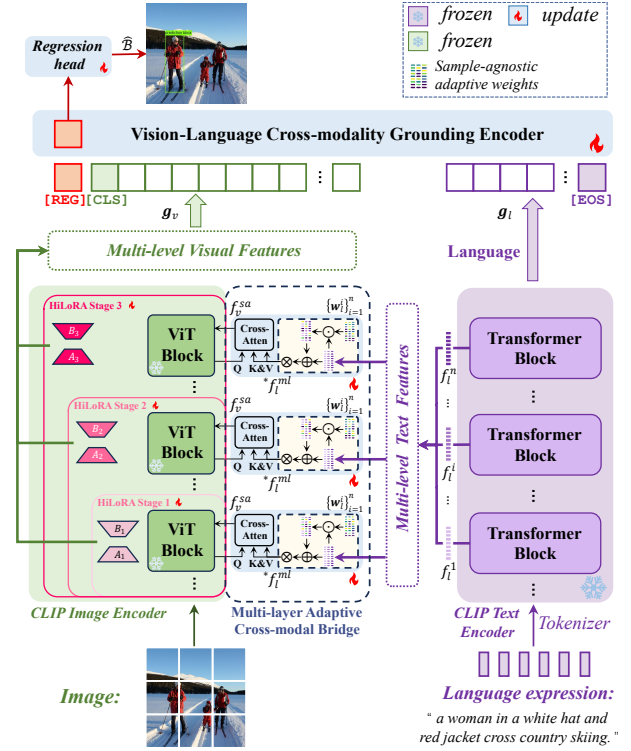 Regression
head
$\widehat{\mathcal{B}}$
frozen
update
frozen
Sample-agnostic
adaptive weights
Vision-Language Cross-modality Grounding Encoder
[REG][CLS]
[EOS]
g_v
g_l
Multi-level Visual Features
Language
HiLoRA Stage 3
B_3
A_3
ViT
Block
f_v^{sa}
Cross-
Atten
Q K&V
*f_l^{ml}
{w_l^i}_{i=1}^n
HiLoRA Stage 2
B_2
A_2
ViT
Block
f_v^{sa}
Cross-
Atten
Q K&V
*f_l^{ml}
{w_l^i}_{i=1}^n
HiLoRA Stage 1
B_1
A_1
ViT
Block
f_v^{sa}
Cross-
Atten
Q K&V
*f_l^{ml}
{w_l^i}_{i=1}^n
Multi-level Text Features
f_l^n
f_l^i
f_l^1
Transformer
Block
Transformer
Block
Transformer
Block
CLIP Image Encoder
Multi-layer Adaptive
Cross-modal Bridge
CLIP Text
Encoder
Tokenizer
Image:
Language expression:
“ a woman in a white hat and
red jacket cross country skiing. ”